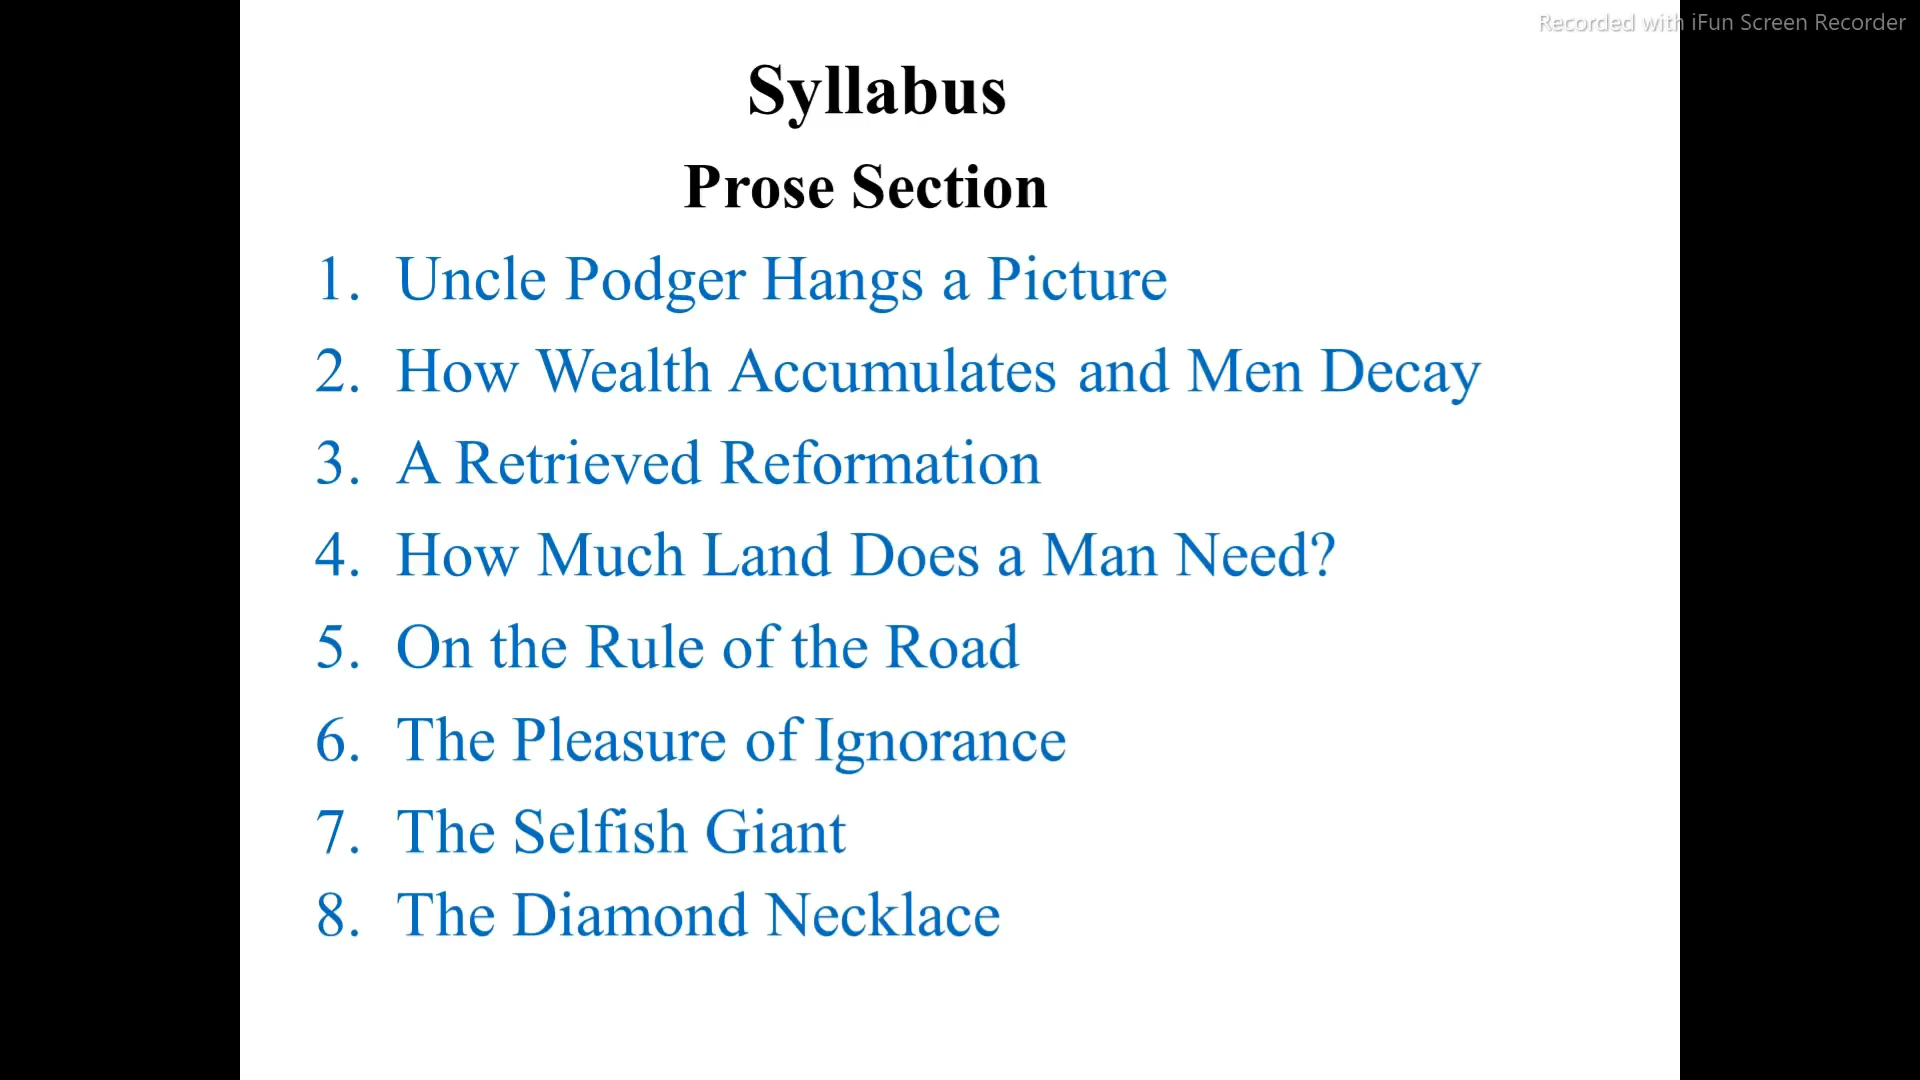 Recorded with iFun Screen Recorder
Syllabus
Prose Section
1. Uncle Podger Hangs a Picture
2. How Wealth Accumulates and Men Decay
3. A Retrieved Reformation
4. How Much Land Does a Man Need?
5. On the Rule of the Road
6. The Pleasure of Ignorance
7. The Selfish Giant
8. The Diamond Necklace